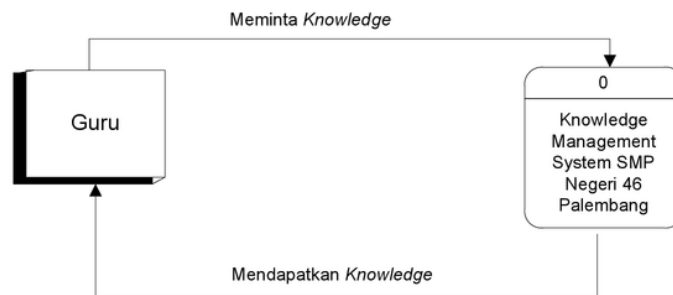 Meminta Knowledge
Guru
0
Knowledge
Management
System SMP
Negeri 46
Palembang
Mendapatkan Knowledge